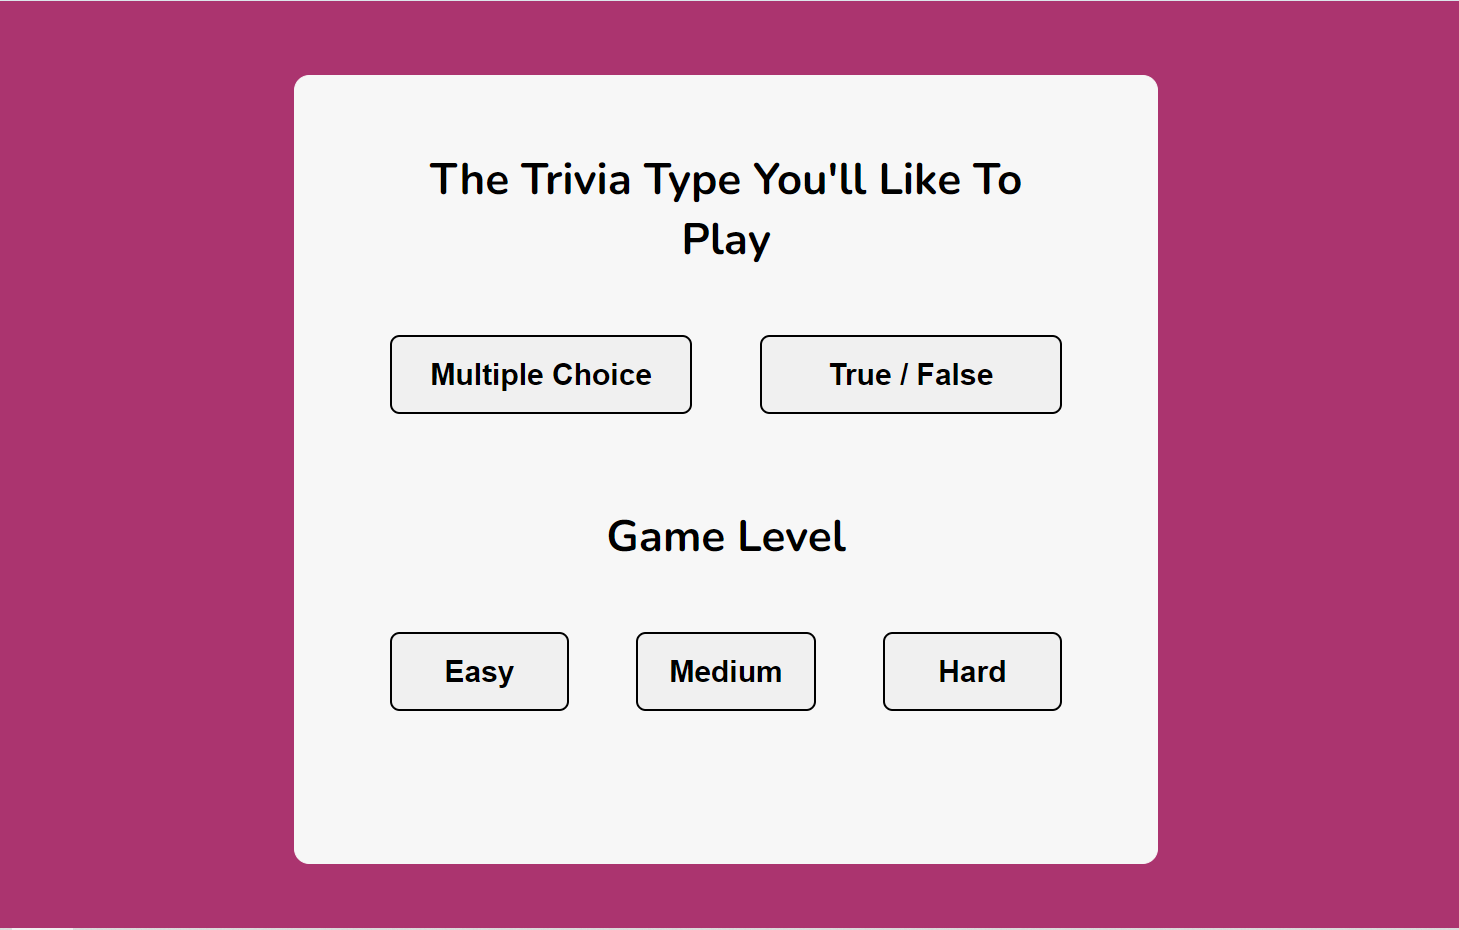 The Trivia Type You'll Like To
Play
Multiple Choice
True / False
Game Level
Easy
Medium
Hard